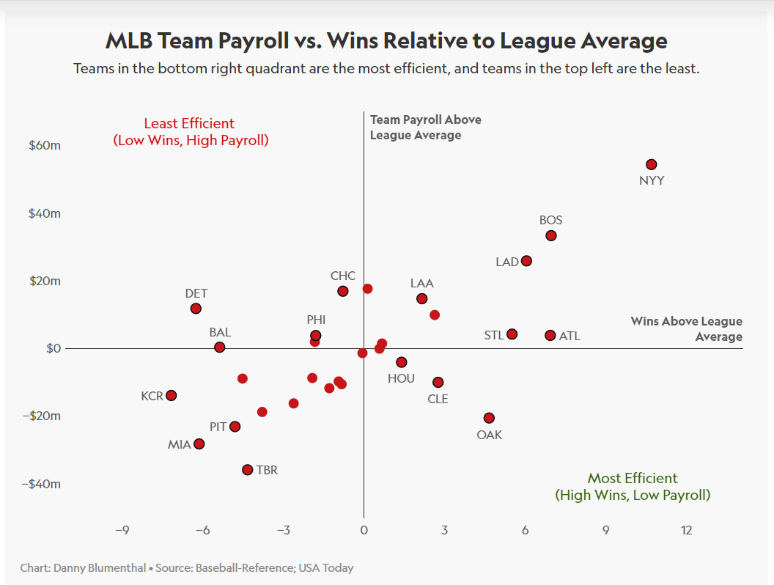 MLB Team Payroll vs. Wins Relative to League Average
Teams in the bottom right quadrant are the most efficient, and teams in the top left are the least.
Least Efficient
(Low Wins, High Payroll)
Team Payroll Above
League Average
$60m
NYY
$40m
BOS
LAD
$20m
CHC
LAA
DET
PHI
BAL
STL
ATL
Wins Above League
Average
$0
HOU
CLE
KCR
−$20m
PIT
OAK
MIA
TBR
−$40m
Most Efficient
(High Wins, Low Payroll)
−9
−6
−3
0
3
6
9
12
Chart: Danny Blumenthal • Source: Baseball-Reference; USA Today